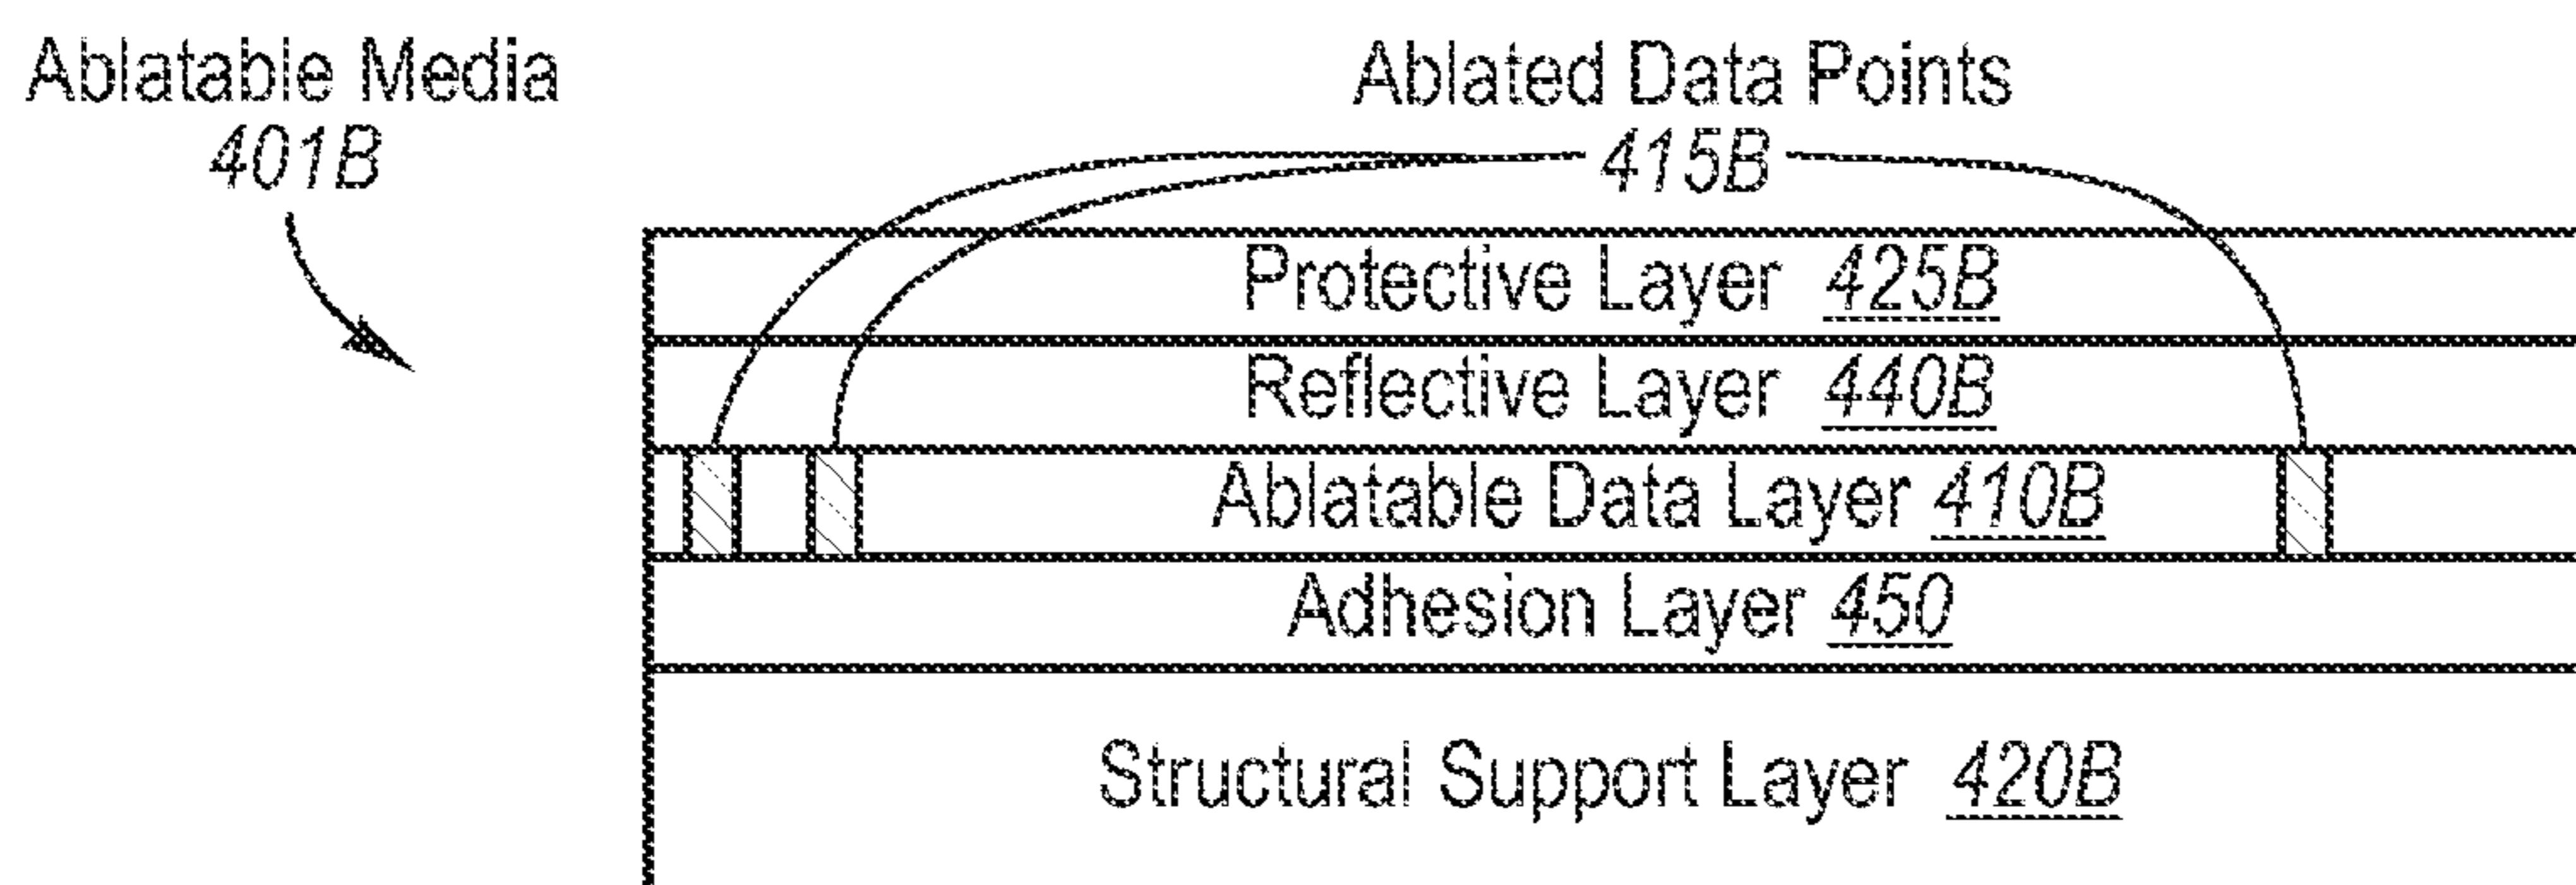 Ablatable Media
401B
Ablated Data Points
415B
Protective Layer 425B
Reflective Layer 440B
Ablatable Data Layer 410B
Adhesion Layer 450
Structural Support Layer 420B